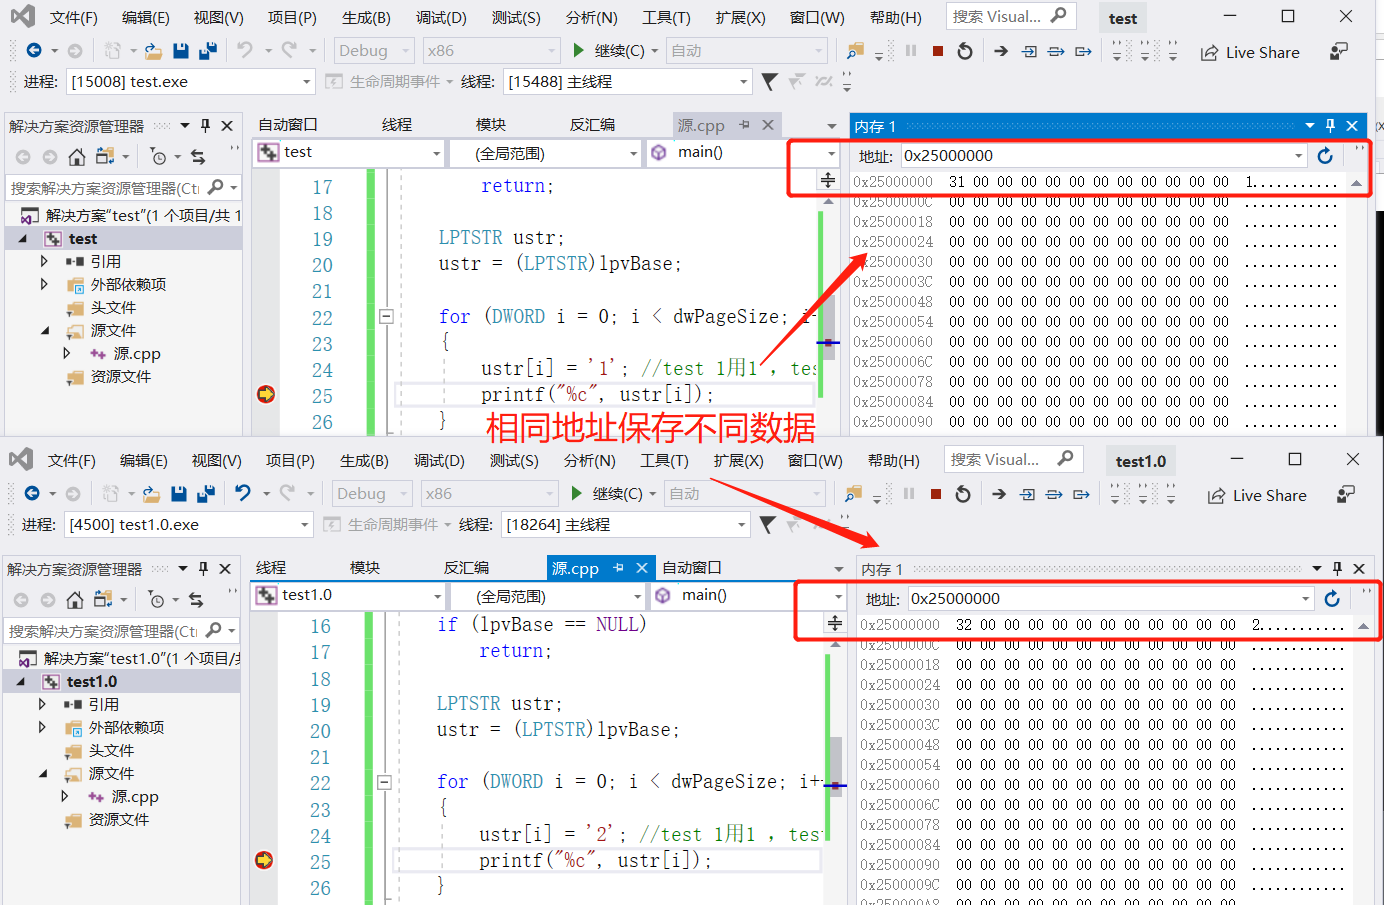 文件(F) 编辑(E) 视图(V) 项目(P) 生成(B) 调试(D) 测试(S) 分析(N) 工具(T) 扩展(X) 窗口(W) 帮助(H) 搜索 Visual... test
Debug x86 继续(C) 自动 Live Share
进程: [15008] test.exe 生命周期事件 线程: [15488] 主线程
解决方案资源管理器 自动窗口 线程 模块 反汇编 源.cpp 内存 1
test (全局范围) main() 地址: 0x25000000
搜索解决方案资源管理器(Ct
解决方案"test"(1 个项目/共 1
test
引用
外部依赖项
头文件
源文件
源.cpp
资源文件
17 return;
18
19 LPTSTR ustr;
20 ustr = (LPTSTR)lpvBase;
21
22 for (DWORD i = 0; i < dwPageSize; i+
23 {
24 ustr[i] = '1'; //test 1用1 , tes
25 printf("%c", ustr[i]);
26 }
0x25000000 31 00 00 00 00 00 00 00 00 00 00 00 1...........
0x2500000C 00 00 00 00 00 00 00 00 00 00 00 00 ............
0x25000018 00 00 00 00 00 00 00 00 00 00 00 00 ............
0x25000024 00 00 00 00 00 00 00 00 00 00 00 00 ............
0x25000030 00 00 00 00 00 00 00 00 00 00 00 00 ............
0x2500003C 00 00 00 00 00 00 00 00 00 00 00 00 ............
0x25000048 00 00 00 00 00 00 00 00 00 00 00 00 ............
0x25000054 00 00 00 00 00 00 00 00 00 00 00 00 ............
0x25000060 00 00 00 00 00 00 00 00 00 00 00 00 ............
0x2500006C 00 00 00 00 00 00 00 00 00 00 00 00 ............
0x25000078 00 00 00 00 00 00 00 00 00 00 00 00 ............
0x25000084 00 00 00 00 00 00 00 00 00 00 00 00 ............
0x25000090 00 00 00 00 00 00 00 00 00 00 00 00 ............
相同地址保存不同数据
文件(F) 编辑(E) 视图(V) 项目(P) 生成(B) 调试(D) 测试(S) 分析(N) 工具(T) 扩展(X) 窗口(W) 帮助(H) 搜索 Visual... test1.0
Debug x86 继续(C) 自动 Live Share
进程: [4500] test1.0.exe 生命周期事件 线程: [18264] 主线程
解决方案资源管理器 线程 模块 反汇编 源.cpp 自动窗口 内存 1
test1.0 (全局范围) main() 地址: 0x25000000
搜索解决方案资源管理器(Ct
解决方案"test1.0"(1 个项目/共
test1.0
引用
外部依赖项
头文件
源文件
源.cpp
资源文件
16 if (lpvBase == NULL)
17 return;
18
19 LPTSTR ustr;
20 ustr = (LPTSTR)lpvBase;
21
22 for (DWORD i = 0; i < dwPageSize; i+
23 {
24 ustr[i] = '2'; //test 1用1 , tes
25 printf("%c", ustr[i]);
26 }
0x25000000 32 00 00 00 00 00 00 00 00 00 00 00 2...........
0x2500000C 00 00 00 00 00 00 00 00 00 00 00 00 ............
0x25000018 00 00 00 00 00 00 00 00 00 00 00 00 ............
0x25000024 00 00 00 00 00 00 00 00 00 00 00 00 ............
0x25000030 00 00 00 00 00 00 00 00 00 00 00 00 ............
0x2500003C 00 00 00 00 00 00 00 00 00 00 00 00 ............
0x25000048 00 00 00 00 00 00 00 00 00 00 00 00 ............
0x25000054 00 00 00 00 00 00 00 00 00 00 00 00 ............
0x25000060 00 00 00 00 00 00 00 00 00 00 00 00 ............
0x2500006C 00 00 00 00 00 00 00 00 00 00 00 00 ............
0x25000078 00 00 00 00 00 00 00 00 00 00 00 00 ............
0x25000084 00 00 00 00 00 00 00 00 00 00 00 00 ............
0x25000090 00 00 00 00 00 00 00 00 00 00 00 00 ............
0x2500009C 00 00 00 00 00 00 00 00 00 00 00 00 ............
0x250000A8 00 00 00 00 00 00 00 00 00 00 00 00